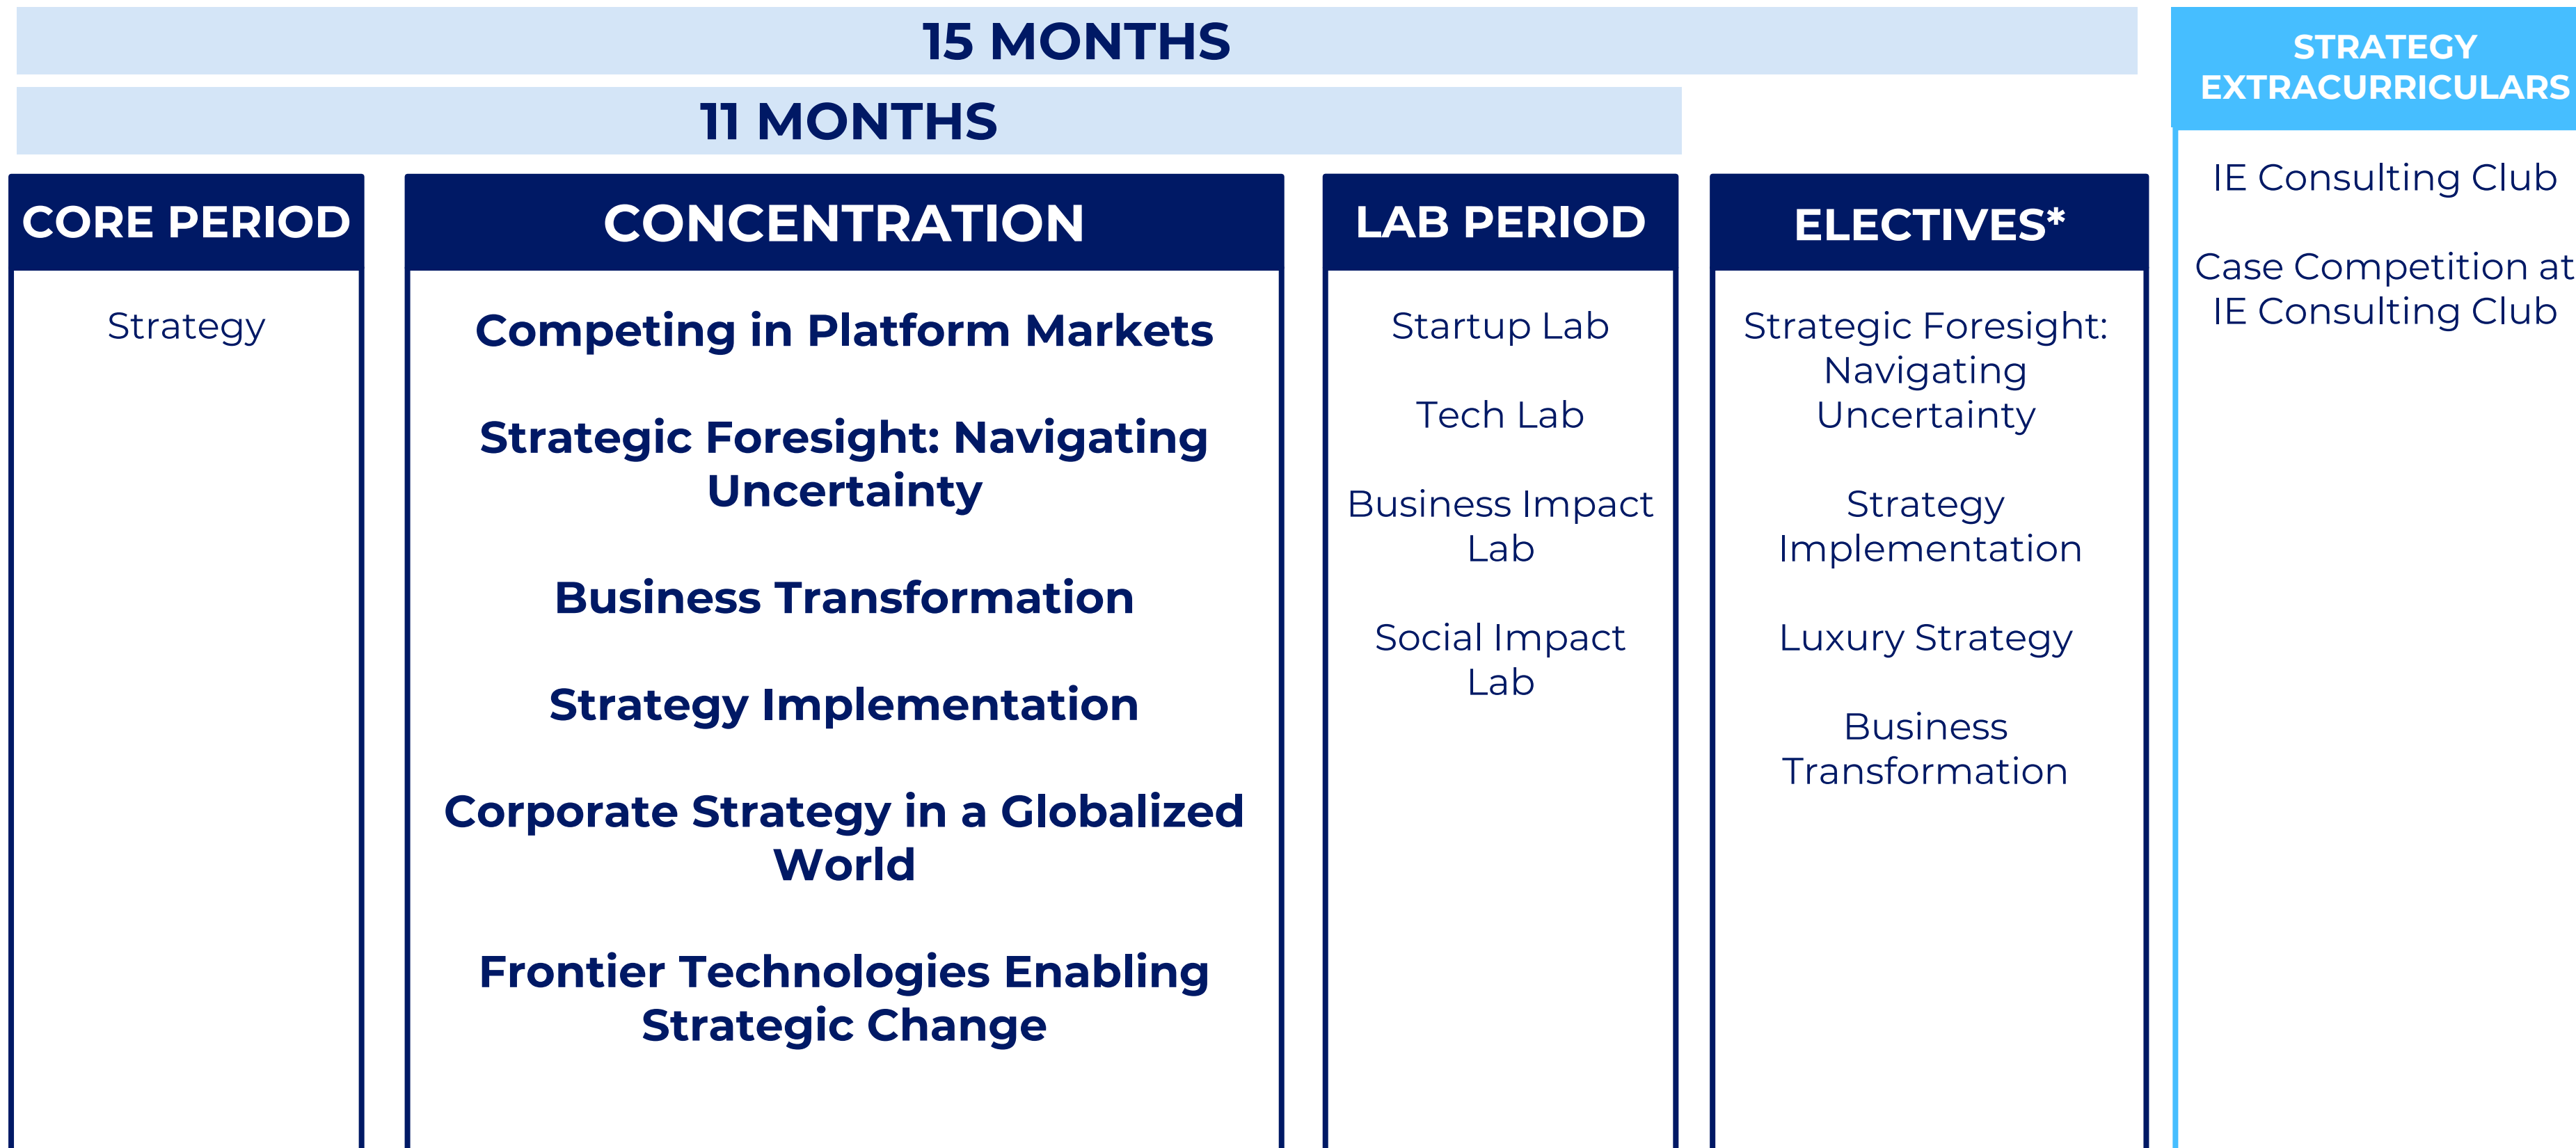 15 MONTHS
11 MONTHS
CORE PERIOD
Strategy
CONCENTRATION
Competing in Platform Markets
Strategic Foresight: Navigating
Uncertainty
Business Transformation
Strategy Implementation
Corporate Strategy in a Globalized
World
Frontier Technologies Enabling
Strategic Change
LAB PERIOD
Startup Lab
Tech Lab
Business Impact
Lab
Social Impact
Lab
ELECTIVES*
Strategic Foresight:
Navigating
Uncertainty
Strategy
Implementation
Luxury Strategy
Business
Transformation
STRATEGY
EXTRACURRICULARS
IE Consulting Club
Case Competition at
IE Consulting Club